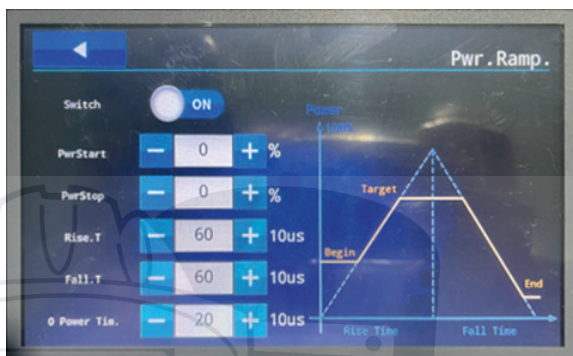 Pwr.Ramp.
Switch ON
PwrStart 0 %
PwrStop 0 %
Rise.T 60 10us
Fall.T 60 10us
0 Power Tim. 20 10us
Power
100%
Target
Begin
End
Rise Time
Fall Time